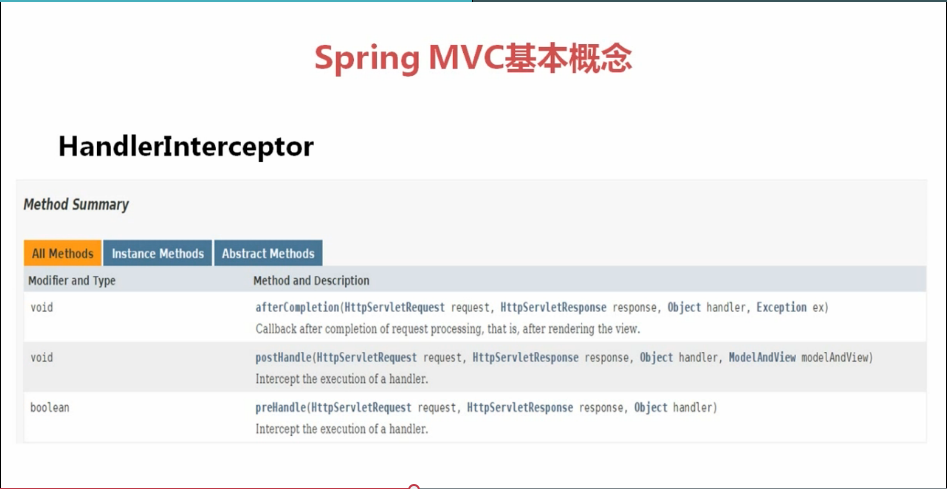 Spring MVC基本概念
HandlerInterceptor
Method Summary
All Methods Instance Methods Abstract Methods
Modifier and Type Method and Description
void afterCompletion(HttpServletRequest request, HttpServletResponse response, Object handler, Exception ex)
Callback after completion of request processing, that is, after rendering the view.
void postHandle(HttpServletRequest request, HttpServletResponse response, Object handler, ModelAndView modelAndView)
Intercept the execution of a handler.
boolean preHandle(HttpServletRequest request, HttpServletResponse response, Object handler)
Intercept the execution of a handler.